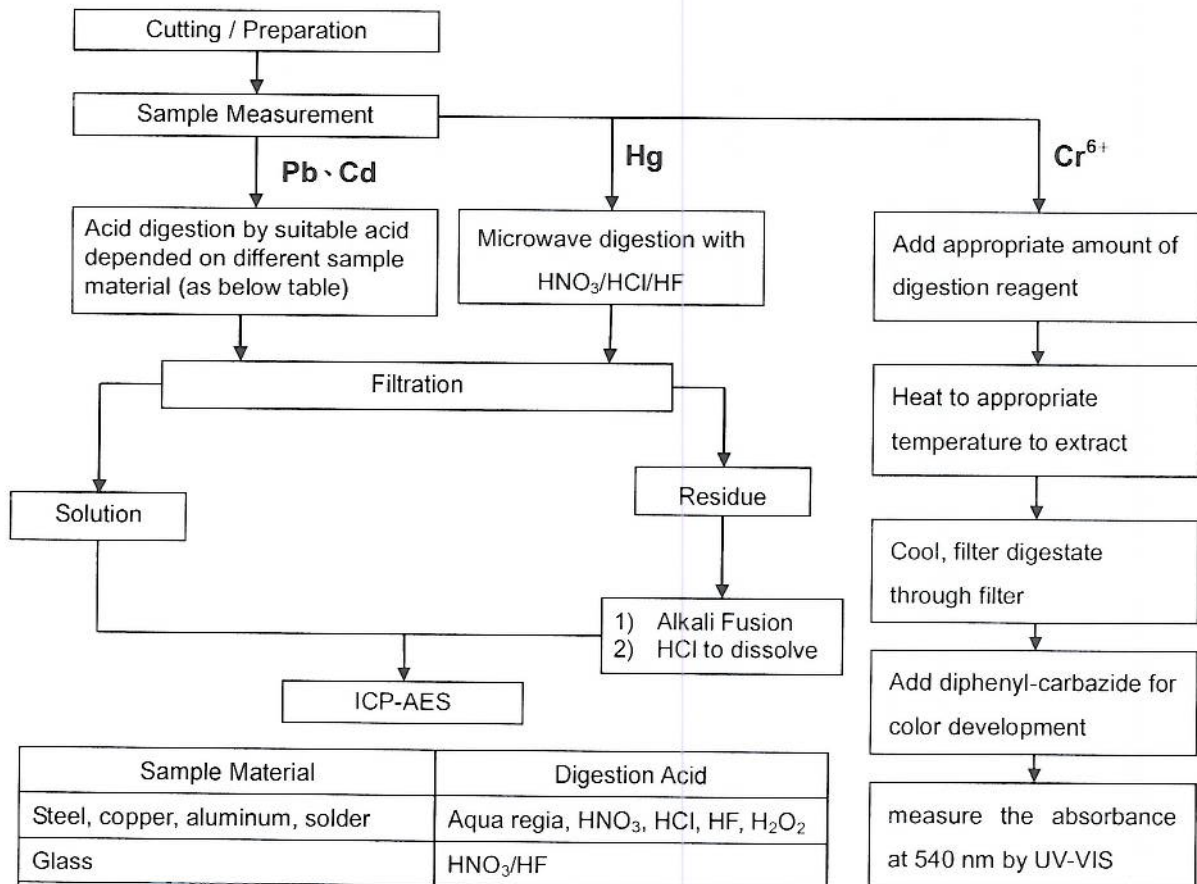 Cutting / Preparation
Sample Measurement
Pb、Cd
Hg
Cr⁶⁺
Acid digestion by suitable acid
depended on different sample
material (as below table)
Microwave digestion with
HNO₃/HCl/HF
Add appropriate amount of
digestion reagent
Filtration
Heat to appropriate
temperature to extract
Solution
Residue
Cool, filter digestate
through filter
1) Alkali Fusion
2) HCl to dissolve
ICP-AES
Add diphenyl-carbazide for
color development
Sample Material Digestion Acid
Steel, copper, aluminum, solder Aqua regia, HNO₃, HCl, HF, H₂O₂
Glass HNO₃/HF
measure the absorbance
at 540 nm by UV-VIS